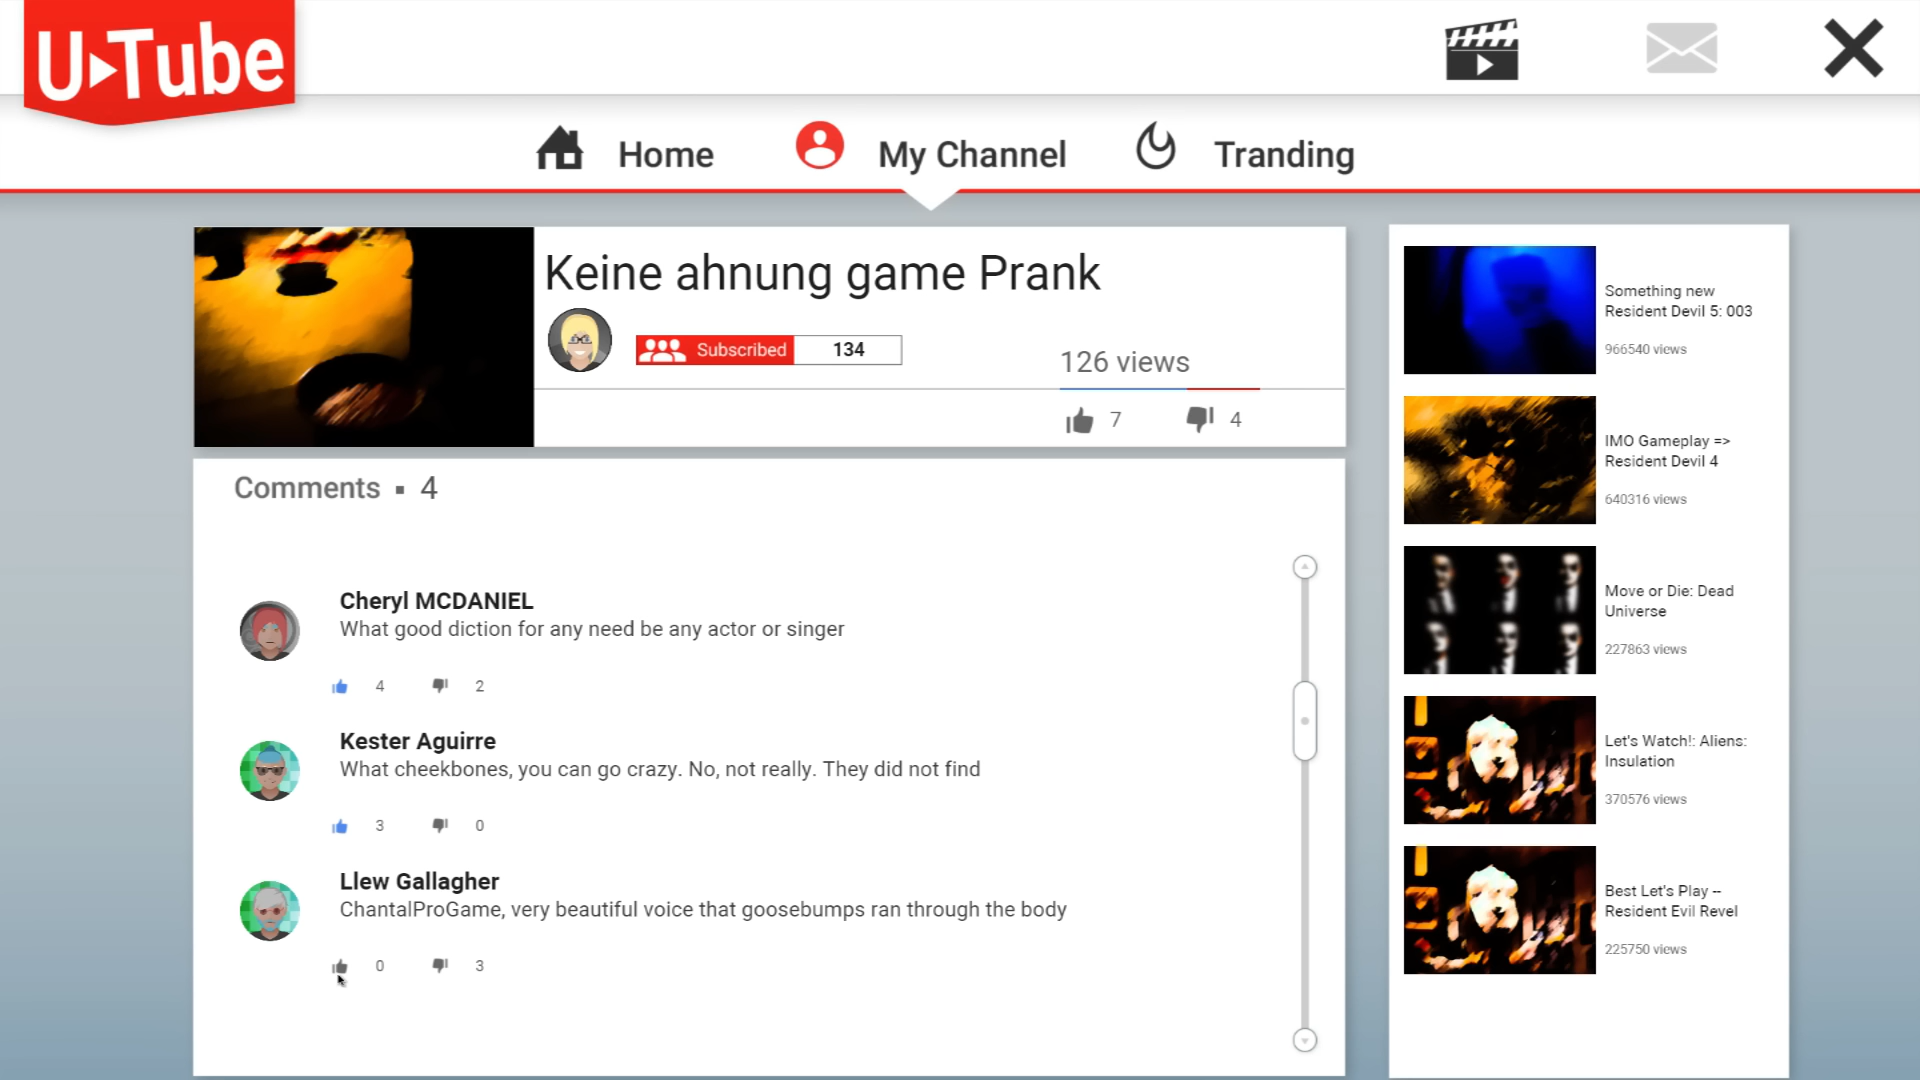 U Tube
Home
My Channel
Tranding
Keine ahnung game Prank
Subscribed
134
126 views
7
4
Comments ▪ 4
Cheryl MCDANIEL
What good diction for any need be any actor or singer
4
2
Kester Aguirre
What cheekbones, you can go crazy. No, not really. They did not find
3
0
Llew Gallagher
ChantalProGame, very beautiful voice that goosebumps ran through the body
0
3
Something new
Resident Devil 5: 003
966540 views
IMO Gameplay =>
Resident Devil 4
640316 views
Move or Die: Dead
Universe
227863 views
Let's Watch!: Aliens:
Insulation
370576 views
Best Let's Play --
Resident Evil Revel
225750 views